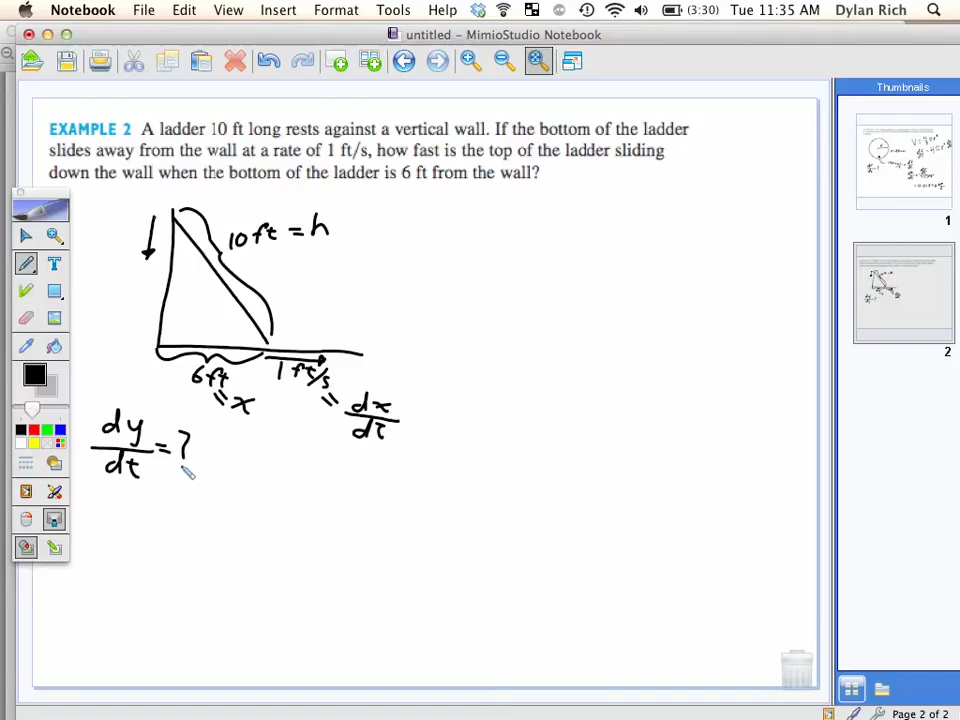 Notebook File Edit View Insert Format Tools Help (3:30) Tue 11:35 AM Dylan Rich
untitled - MimioStudio Notebook
Thumbnails
EXAMPLE 2 A ladder 10 ft long rests against a vertical wall. If the bottom of the ladder
slides away from the wall at a rate of 1 ft/s, how fast is the top of the ladder sliding
down the wall when the bottom of the ladder is 6 ft from the wall?
10ft = h
6ft
= x
1 ft/s
= dx/dt
dy/dt = ?
T
1
2
Page 2 of 2